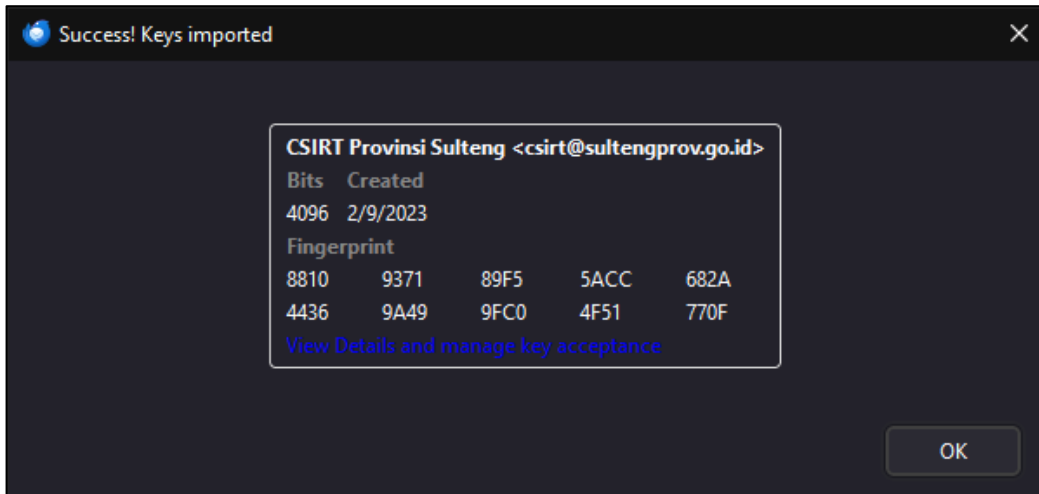 Success! Keys imported
CSIRT Provinsi Sulteng <csirt@sultengprov.go.id>
Bits Created
4096 2/9/2023
Fingerprint
8810 9371 89F5 5ACC 682A
4436 9A49 9FC0 4F51 770F
View Details and manage key acceptance
OK